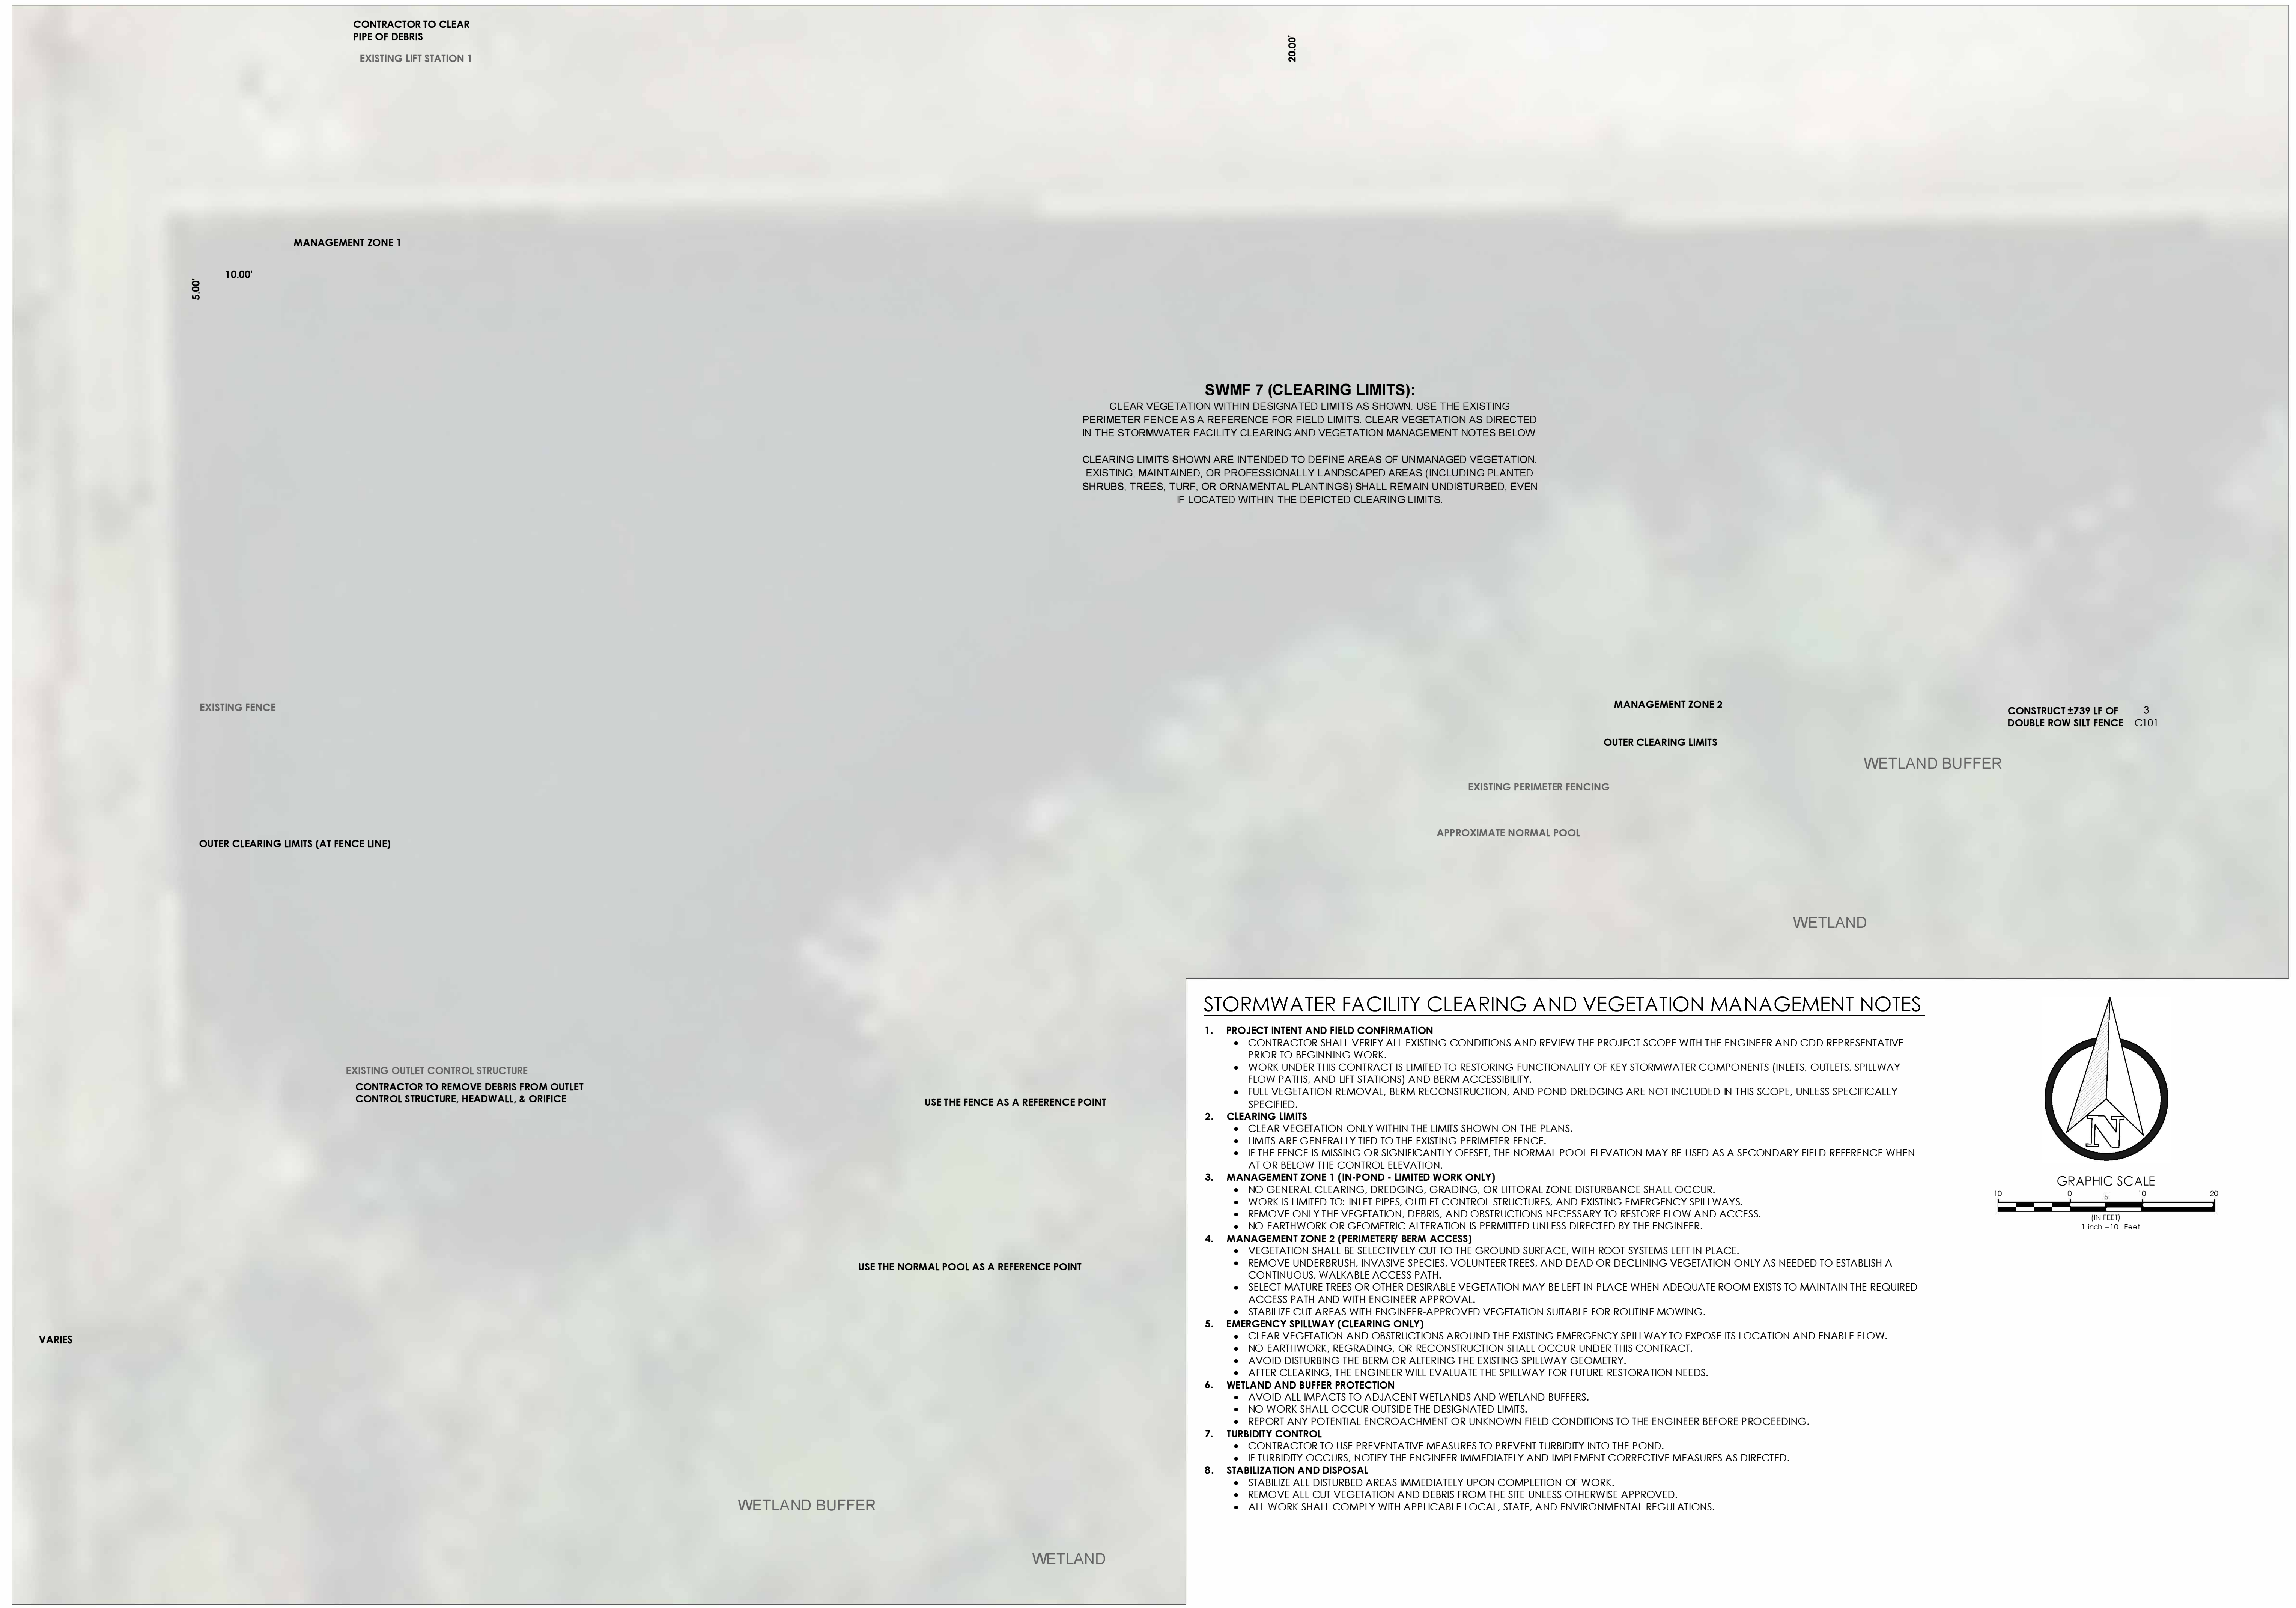 CONTRACTOR TO CLEAR
PIPE OF DEBRIS
EXISTING LIFT STATION 1
20.00'
MANAGEMENT ZONE 1
10.00'
5.00'
SWMF 7 (CLEARING LIMITS):
CLEAR VEGETATION WITHIN DESIGNATED LIMITS AS SHOWN. USE THE EXISTING
PERIMETER FENCE AS A REFERENCE FOR FIELD LIMITS. CLEAR VEGETATION AS DIRECTED
IN THE STORMWATER FACILITY CLEARING AND VEGETATION MANAGEMENT NOTES BELOW.
CLEARING LIMITS SHOWN ARE INTENDED TO DEFINE AREAS OF UNMANAGED VEGETATION.
EXISTING, MAINTAINED, OR PROFESSIONALLY LANDSCAPED AREAS (INCLUDING PLANTED
SHRUBS, TREES, TURF, OR ORNAMENTAL PLANTINGS) SHALL REMAIN UNDISTURBED, EVEN
IF LOCATED WITHIN THE DEPICTED CLEARING LIMITS.
EXISTING FENCE
MANAGEMENT ZONE 2
CONSTRUCT ±739 LF OF
DOUBLE ROW SILT FENCE
3
C101
OUTER CLEARING LIMITS
WETLAND BUFFER
EXISTING PERIMETER FENCING
APPROXIMATE NORMAL POOL
OUTER CLEARING LIMITS (AT FENCE LINE)
WETLAND
EXISTING OUTLET CONTROL STRUCTURE
CONTRACTOR TO REMOVE DEBRIS FROM OUTLET
CONTROL STRUCTURE, HEADWALL, & ORIFICE
USE THE FENCE AS A REFERENCE POINT
USE THE NORMAL POOL AS A REFERENCE POINT
VARIES
WETLAND BUFFER
WETLAND
STORMWATER FACILITY CLEARING AND VEGETATION MANAGEMENT NOTES
1. PROJECT INTENT AND FIELD CONFIRMATION
• CONTRACTOR SHALL VERIFY ALL EXISTING CONDITIONS AND REVIEW THE PROJECT SCOPE WITH THE ENGINEER AND CDD REPRESENTATIVE
PRIOR TO BEGINNING WORK.
• WORK UNDER THIS CONTRACT IS LIMITED TO RESTORING FUNCTIONALITY OF KEY STORMWATER COMPONENTS (INLETS, OUTLETS, SPILLWAY
FLOW PATHS, AND LIFT STATIONS) AND BERM ACCESSIBILITY.
• FULL VEGETATION REMOVAL, BERM RECONSTRUCTION, AND POND DREDGING ARE NOT INCLUDED IN THIS SCOPE, UNLESS SPECIFICALLY
SPECIFIED.
2. CLEARING LIMITS
• CLEAR VEGETATION ONLY WITHIN THE LIMITS SHOWN ON THE PLANS.
• LIMITS ARE GENERALLY TIED TO THE EXISTING PERIMETER FENCE.
• IF THE FENCE IS MISSING OR SIGNIFICANTLY OFFSET, THE NORMAL POOL ELEVATION MAY BE USED AS A SECONDARY FIELD REFERENCE WHEN
AT OR BELOW THE CONTROL ELEVATION.
3. MANAGEMENT ZONE 1 (IN-POND - LIMITED WORK ONLY)
• NO GENERAL CLEARING, DREDGING, GRADING, OR LITTORAL ZONE DISTURBANCE SHALL OCCUR.
• WORK IS LIMITED TO: INLET PIPES, OUTLET CONTROL STRUCTURES, AND EXISTING EMERGENCY SPILLWAYS.
• REMOVE ONLY THE VEGETATION, DEBRIS, AND OBSTRUCTIONS NECESSARY TO RESTORE FLOW AND ACCESS.
• NO EARTHWORK OR GEOMETRIC ALTERATION IS PERMITTED UNLESS DIRECTED BY THE ENGINEER.
4. MANAGEMENT ZONE 2 (PERIMETER/ BERM ACCESS)
• VEGETATION SHALL BE SELECTIVELY CUT TO THE GROUND SURFACE, WITH ROOT SYSTEMS LEFT IN PLACE.
• REMOVE UNDERBRUSH, INVASIVE SPECIES, VOLUNTEER TREES, AND DEAD OR DECLINING VEGETATION ONLY AS NEEDED TO ESTABLISH A
CONTINUOUS, WALKABLE ACCESS PATH.
• SELECT MATURE TREES OR OTHER DESIRABLE VEGETATION MAY BE LEFT IN PLACE WHEN ADEQUATE ROOM EXISTS TO MAINTAIN THE REQUIRED
ACCESS PATH AND WITH ENGINEER APPROVAL.
• STABILIZE CUT AREAS WITH ENGINEER-APPROVED VEGETATION SUITABLE FOR ROUTINE MOWING.
5. EMERGENCY SPILLWAY (CLEARING ONLY)
• CLEAR VEGETATION AND OBSTRUCTIONS AROUND THE EXISTING EMERGENCY SPILLWAY TO EXPOSE ITS LOCATION AND ENABLE FLOW.
• NO EARTHWORK, REGRADING, OR RECONSTRUCTION SHALL OCCUR UNDER THIS CONTRACT.
• AVOID DISTURBING THE BERM OR ALTERING THE EXISTING SPILLWAY GEOMETRY.
• AFTER CLEARING, THE ENGINEER WILL EVALUATE THE SPILLWAY FOR FUTURE RESTORATION NEEDS.
6. WETLAND AND BUFFER PROTECTION
• AVOID ALL IMPACTS TO ADJACENT WETLANDS AND WETLAND BUFFERS.
• NO WORK SHALL OCCUR OUTSIDE THE DESIGNATED LIMITS.
• REPORT ANY POTENTIAL ENCROACHMENT OR UNKNOWN FIELD CONDITIONS TO THE ENGINEER BEFORE PROCEEDING.
7. TURBIDITY CONTROL
• CONTRACTOR TO USE PREVENTATIVE MEASURES TO PREVENT TURBIDITY INTO THE POND.
• IF TURBIDITY OCCURS, NOTIFY THE ENGINEER IMMEDIATELY AND IMPLEMENT CORRECTIVE MEASURES AS DIRECTED.
8. STABILIZATION AND DISPOSAL
• STABILIZE ALL DISTURBED AREAS IMMEDIATELY UPON COMPLETION OF WORK.
• REMOVE ALL CUT VEGETATION AND DEBRIS FROM THE SITE UNLESS OTHERWISE APPROVED.
• ALL WORK SHALL COMPLY WITH APPLICABLE LOCAL, STATE, AND ENVIRONMENTAL REGULATIONS.
N
GRAPHIC SCALE
10 0 5 10 20
(IN FEET)
1 inch =10 Feet